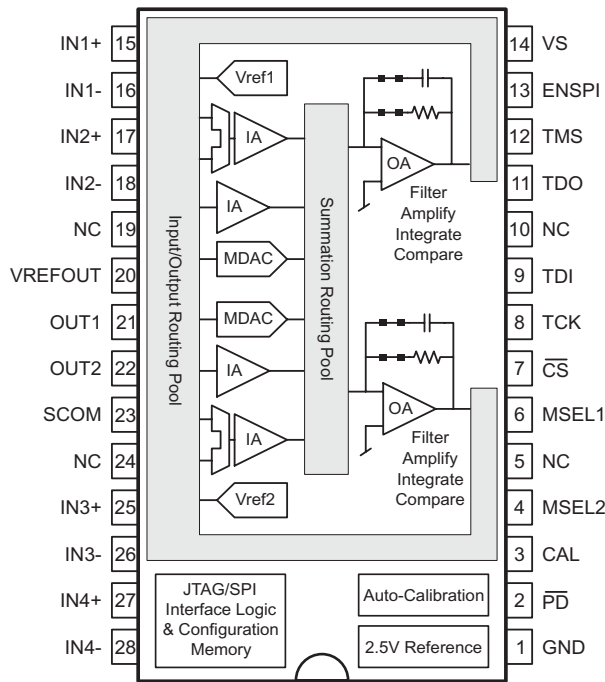 IN1+ 15
IN1- 16
IN2+ 17
IN2- 18
NC 19
VREFOUT 20
OUT1 21
OUT2 22
SCOM 23
NC 24
IN3+ 25
IN3- 26
IN4+ 27
IN4- 28
Input/Output Routing Pool
Vref1
IA
IA
MDAC
MDAC
IA
IA
Vref2
Summation Routing Pool
OA
Filter
Amplify
Integrate
Compare
OA
Filter
Amplify
Integrate
Compare
JTAG/SPI
Interface Logic
& Configuration
Memory
Auto-Calibration
2.5V Reference
14 VS
13 ENSPI
12 TMS
11 TDO
10 NC
9 TDI
8 TCK
7 C̅S̅
6 MSEL1
5 NC
4 MSEL2
3 CAL
2 P̅D̅
1 GND